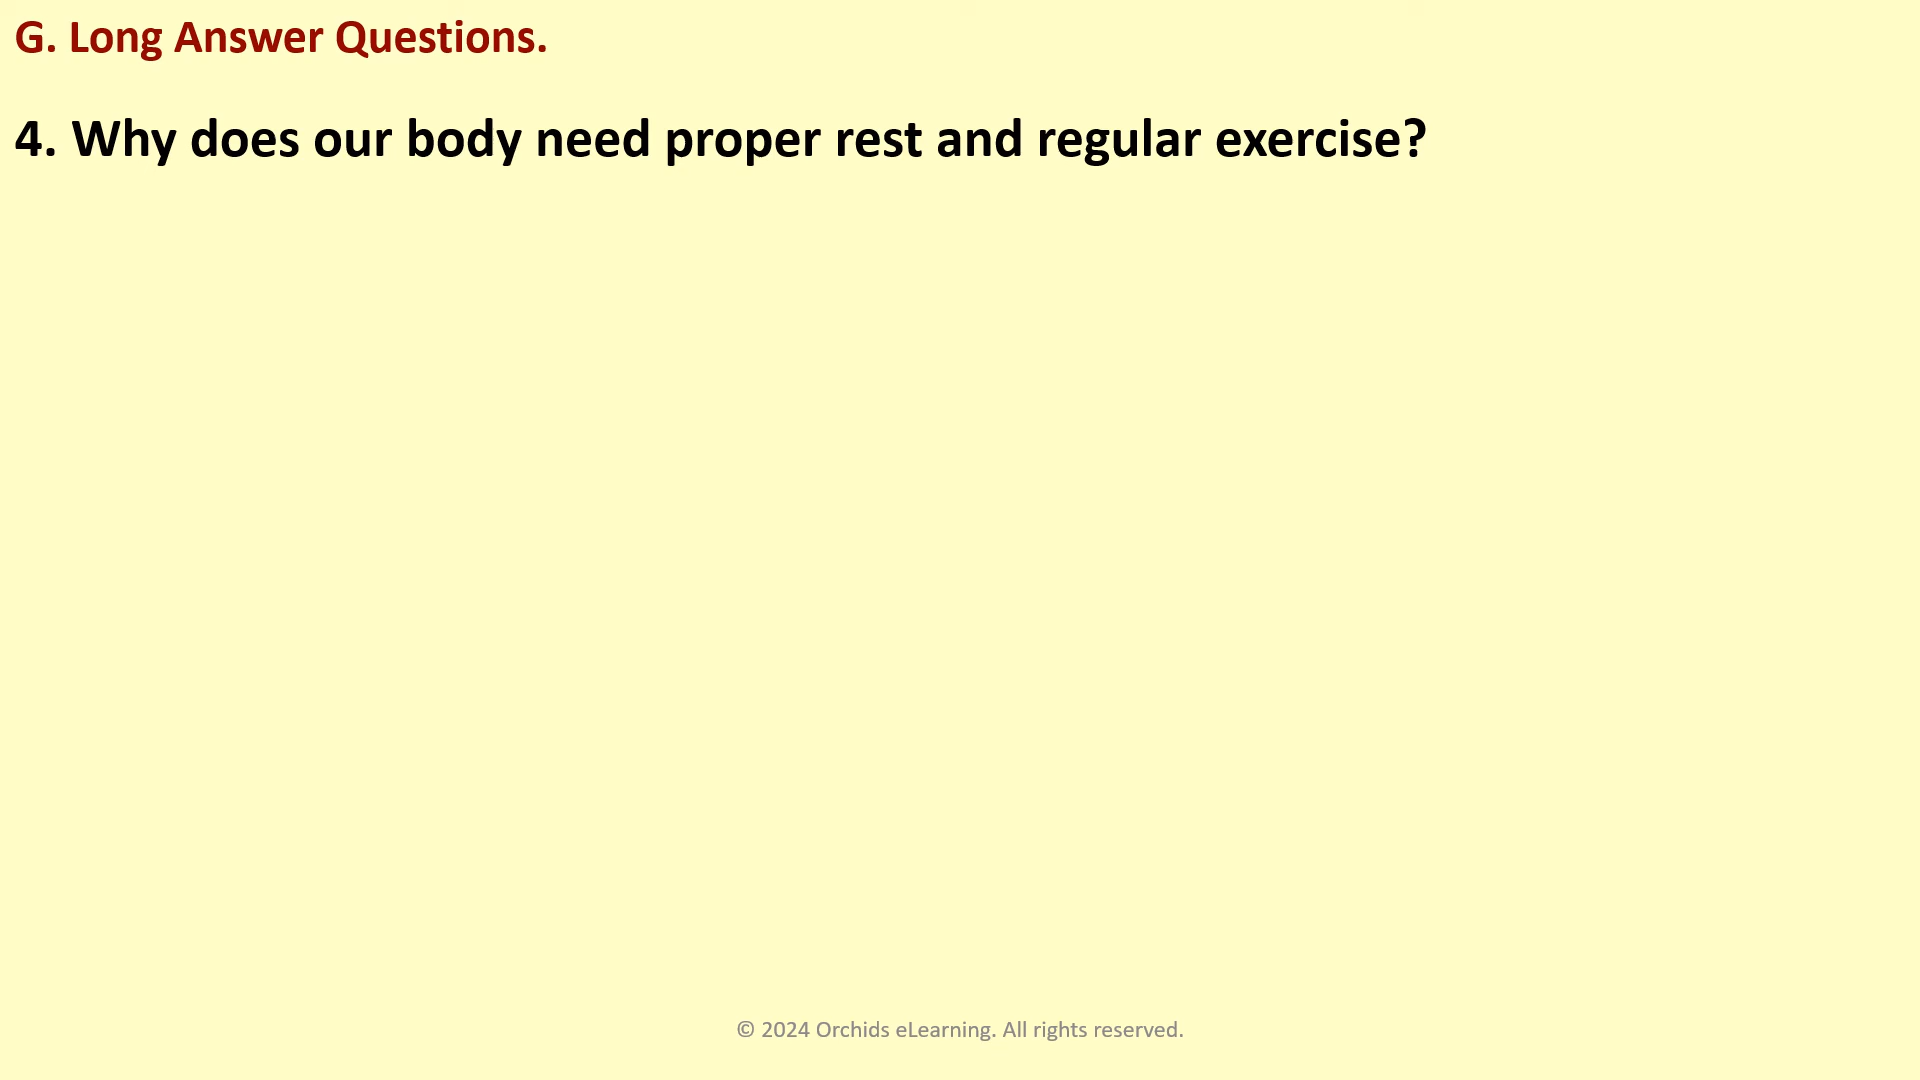 G. Long Answer Questions.
4. Why does our body need proper rest and regular exercise?
© 2024 Orchids eLearning. All rights reserved.